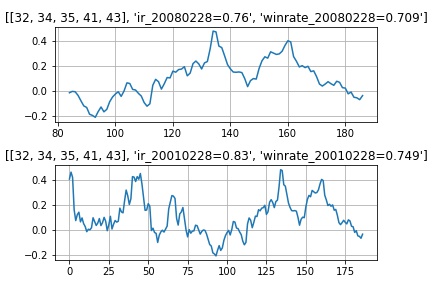 [[32, 34, 35, 41, 43], 'ir_20080228=0.76', 'winrate_20080228=0.709']
0.4
0.2
0.0
−0.2
80 100 120 140 160 180
[[32, 34, 35, 41, 43], 'ir_20010228=0.83', 'winrate_20010228=0.749']
0.4
0.2
0.0
−0.2
0 25 50 75 100 125 150 175